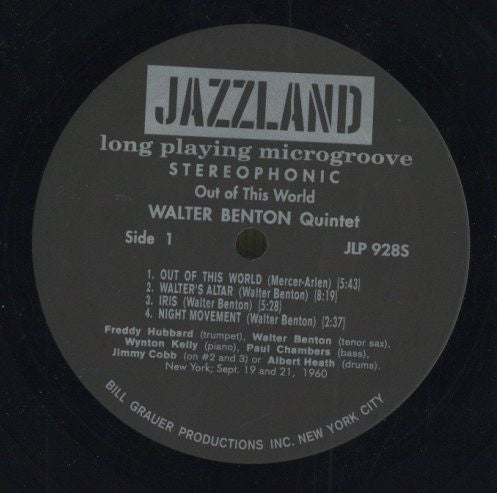 JAZZLAND
long playing microgroove
STEREOPHONIC
Out of This World
WALTER BENTON Quintet
Side 1 JLP 928S
1. OUT OF THIS WORLD (Mercer-Arlen) [5:43]
2. WALTER'S ALTAR (Walter Benton) [8:19]
3. IRIS (Walter Benton) [5:28]
4. NIGHT MOVEMENT (Walter Benton) [2:37]
Freddy Hubbard (trumpet), Walter Benton (tenor sax),
Wynton Kelly (piano), Paul Chambers (bass),
Jimmy Cobb (on #2 and 3) or Albert Heath (drums).
New York; Sept. 19 and 21, 1960
BILL GRAUER PRODUCTIONS INC. NEW YORK CITY